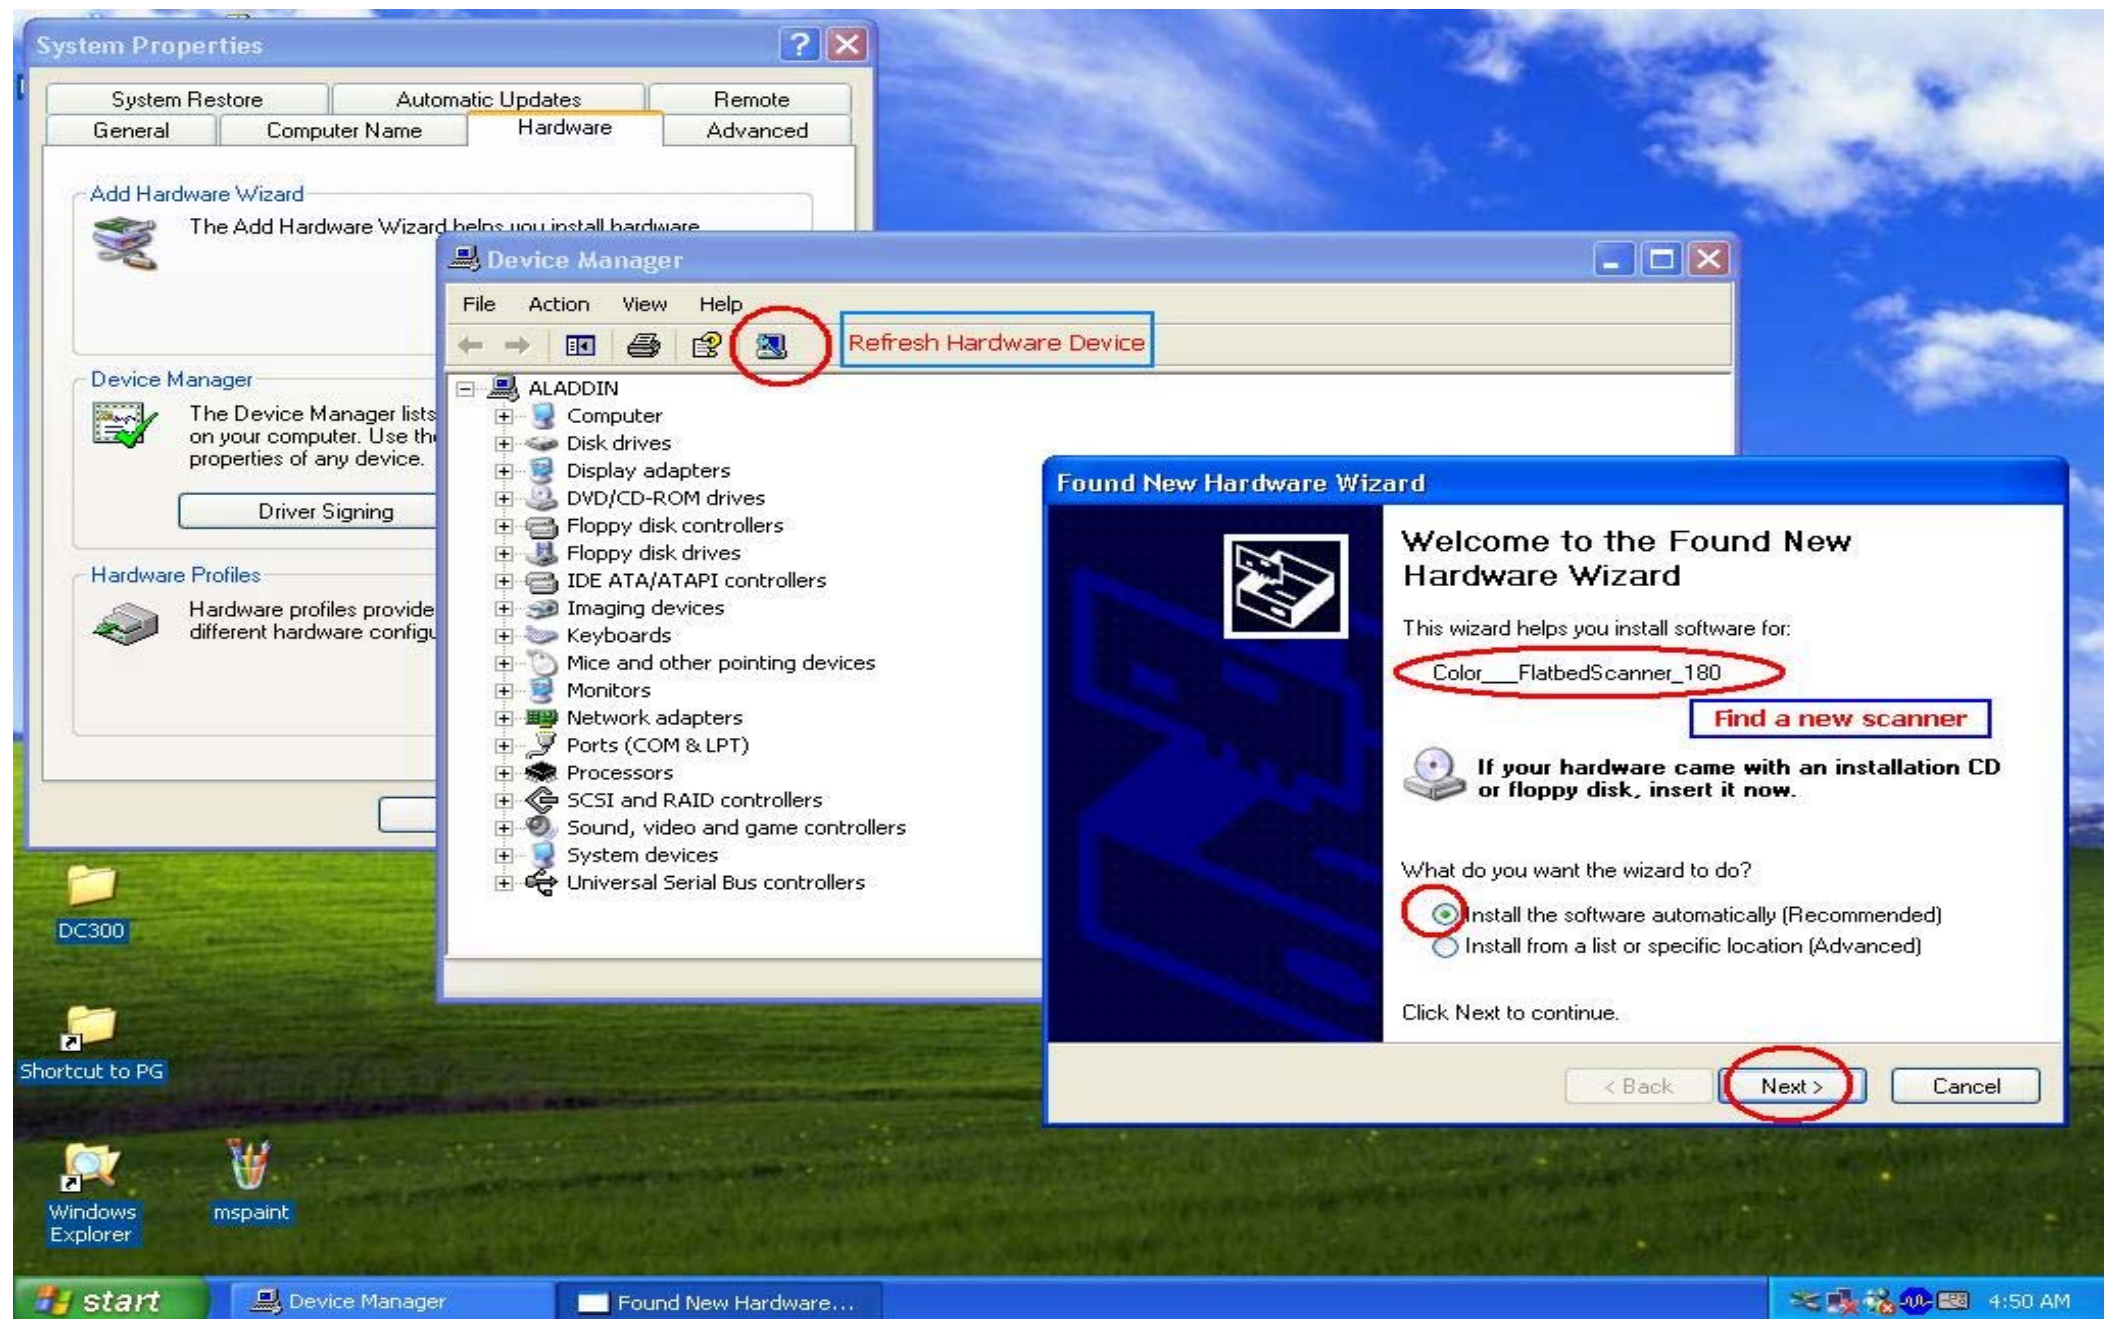 System Properties
System Restore
Automatic Updates
Remote
General
Computer Name
Hardware
Advanced
Add Hardware Wizard
The Add Hardware Wizard helps you install hardware.
Device Manager
The Device Manager lists
on your computer. Use the
properties of any device.
Driver Signing
Hardware Profiles
Hardware profiles provide
different hardware configu
Device Manager
File Action View Help
Refresh Hardware Device
ALADDIN
Computer
Disk drives
Display adapters
DVD/CD-ROM drives
Floppy disk controllers
Floppy disk drives
IDE ATA/ATAPI controllers
Imaging devices
Keyboards
Mice and other pointing devices
Monitors
Network adapters
Ports (COM & LPT)
Processors
SCSI and RAID controllers
Sound, video and game controllers
System devices
Universal Serial Bus controllers
Found New Hardware Wizard
Welcome to the Found New
Hardware Wizard
This wizard helps you install software for:
Color___FlatbedScanner_180
Find a new scanner
If your hardware came with an installation CD
or floppy disk, insert it now.
What do you want the wizard to do?
Install the software automatically (Recommended)
Install from a list or specific location (Advanced)
Click Next to continue.
< Back
Next >
Cancel
DC300
Shortcut to PG
Windows
Explorer
mspaint
start
Device Manager
Found New Hardware...
4:50 AM